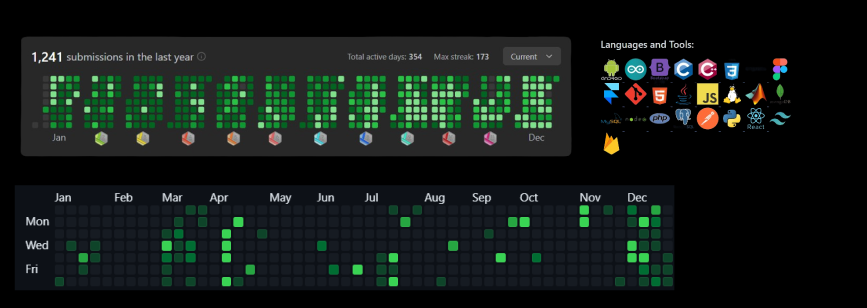 1,241 submissions in the last year
Total active days: 354 Max streak: 173 Current
Jan Dec
Languages and Tools:
JS
php
React
Jan Feb Mar Apr May Jun Jul Aug Sep Oct Nov Dec
Mon
Wed
Fri